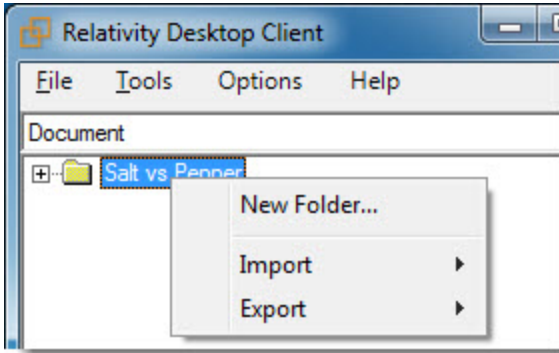 Relativity Desktop Client
File Tools Options Help
Document
Salt vs Pepper
New Folder...
Import
Export